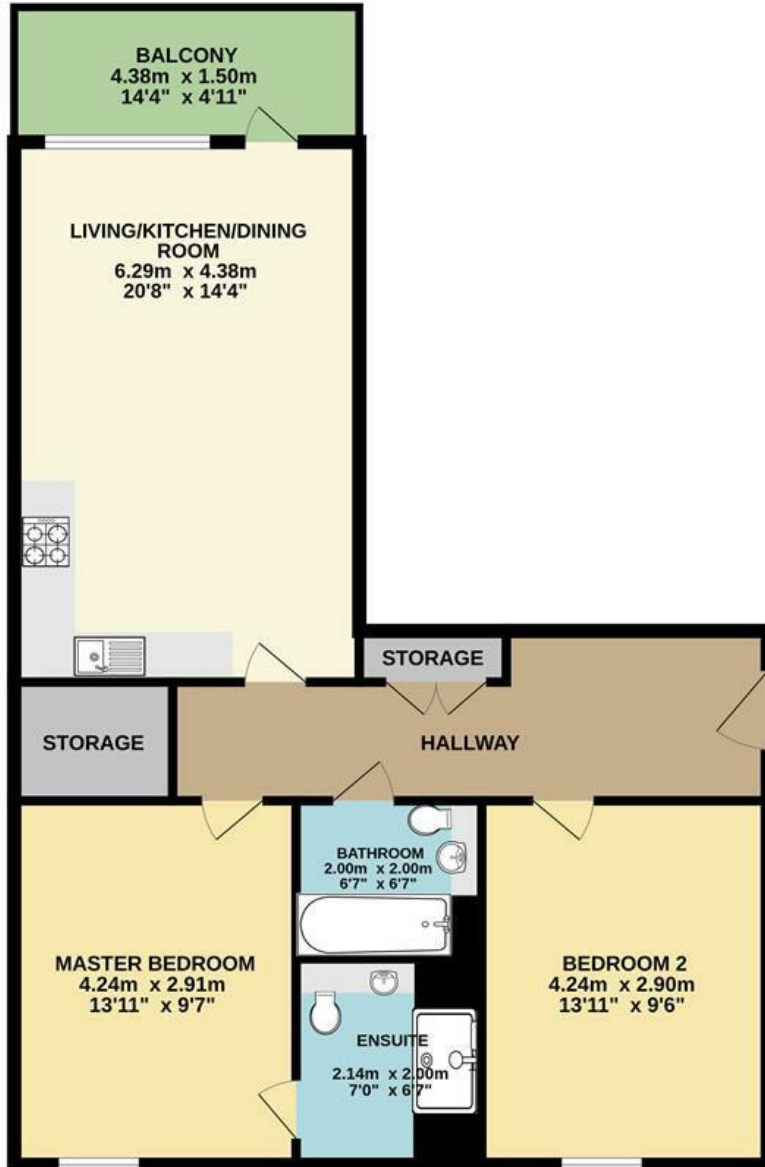 BALCONY
4.38m x 1.50m
14'4" x 4'11"
LIVING/KITCHEN/DINING
ROOM
6.29m x 4.38m
20'8" x 14'4"
STORAGE
STORAGE
HALLWAY
BATHROOM
2.00m x 2.00m
6'7" x 6'7"
MASTER BEDROOM
4.24m x 2.91m
13'11" x 9'7"
BEDROOM 2
4.24m x 2.90m
13'11" x 9'6"
ENSUITE
2.14m x 2.00m
7'0" x 6'7"